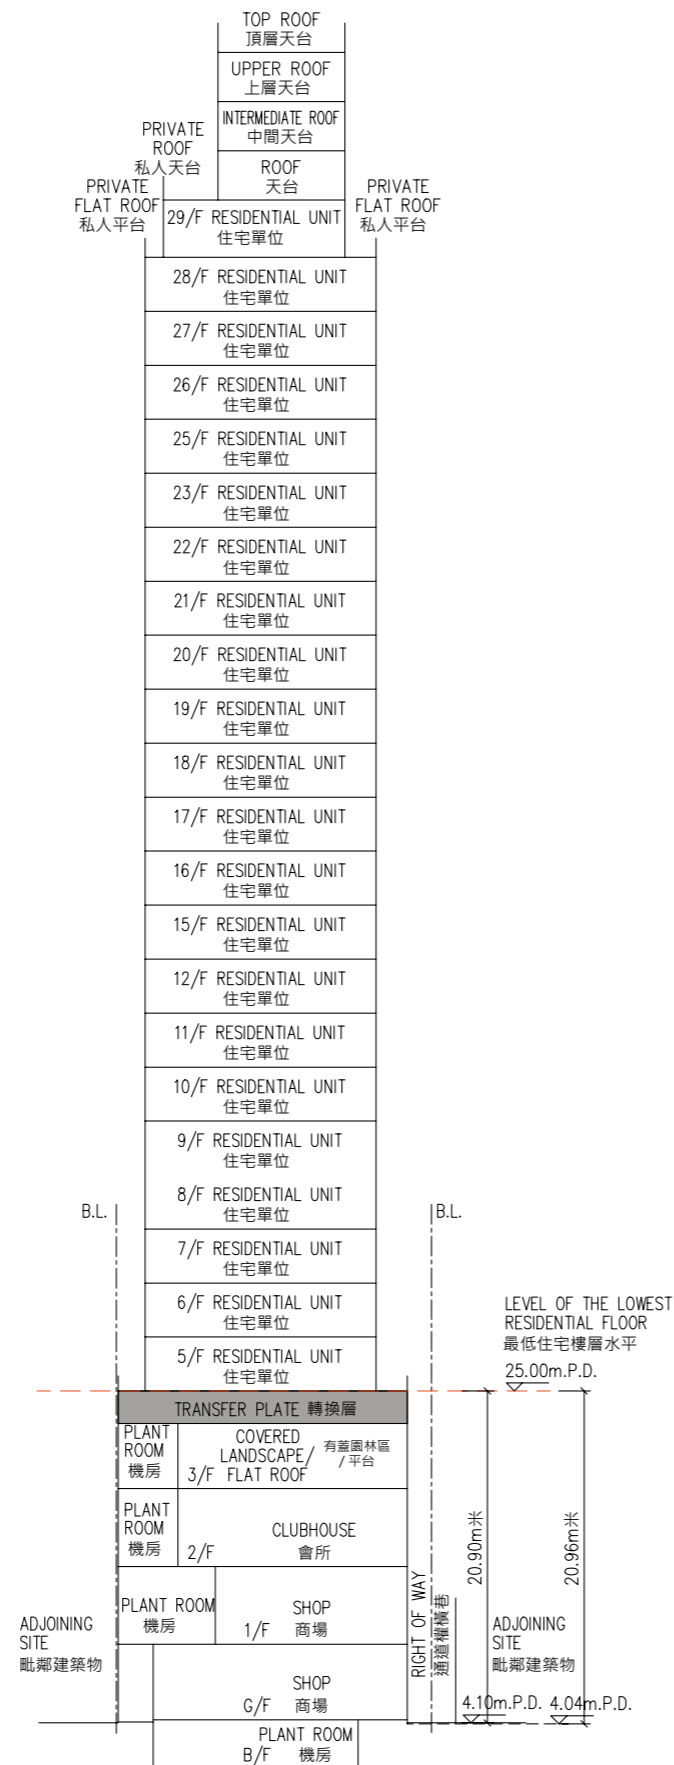 TOP ROOF
頂層天台
UPPER ROOF
上層天台
INTERMEDIATE ROOF
中間天台
PRIVATE
ROOF
私人天台
ROOF
天台
PRIVATE
FLAT ROOF
私人平台
PRIVATE
FLAT ROOF
私人平台
29/F RESIDENTIAL UNIT
住宅單位
28/F RESIDENTIAL UNIT
住宅單位
27/F RESIDENTIAL UNIT
住宅單位
26/F RESIDENTIAL UNIT
住宅單位
25/F RESIDENTIAL UNIT
住宅單位
23/F RESIDENTIAL UNIT
住宅單位
22/F RESIDENTIAL UNIT
住宅單位
21/F RESIDENTIAL UNIT
住宅單位
20/F RESIDENTIAL UNIT
住宅單位
19/F RESIDENTIAL UNIT
住宅單位
18/F RESIDENTIAL UNIT
住宅單位
17/F RESIDENTIAL UNIT
住宅單位
16/F RESIDENTIAL UNIT
住宅單位
15/F RESIDENTIAL UNIT
住宅單位
12/F RESIDENTIAL UNIT
住宅單位
11/F RESIDENTIAL UNIT
住宅單位
10/F RESIDENTIAL UNIT
住宅單位
9/F RESIDENTIAL UNIT
住宅單位
8/F RESIDENTIAL UNIT
住宅單位
B.L.
B.L.
7/F RESIDENTIAL UNIT
住宅單位
6/F RESIDENTIAL UNIT
住宅單位
5/F RESIDENTIAL UNIT
住宅單位
LEVEL OF THE LOWEST
RESIDENTIAL FLOOR
最低住宅樓層水平
25.00m.P.D.
TRANSFER PLATE 轉換層
PLANT
ROOM
機房
COVERED
LANDSCAPE/
3/F FLAT ROOF
有蓋園林區
/平台
PLANT
ROOM
機房
CLUBHOUSE
2/F 會所
PLANT ROOM
機房
SHOP
1/F 商場
RIGHT OF WAY
通道權橫巷
20.90m米
20.96m米
ADJOINING
SITE
毗鄰建築物
ADJOINING
SITE
毗鄰建築物
SHOP
G/F 商場
4.10m.P.D.
4.04m.P.D.
PLANT ROOM
B/F 機房